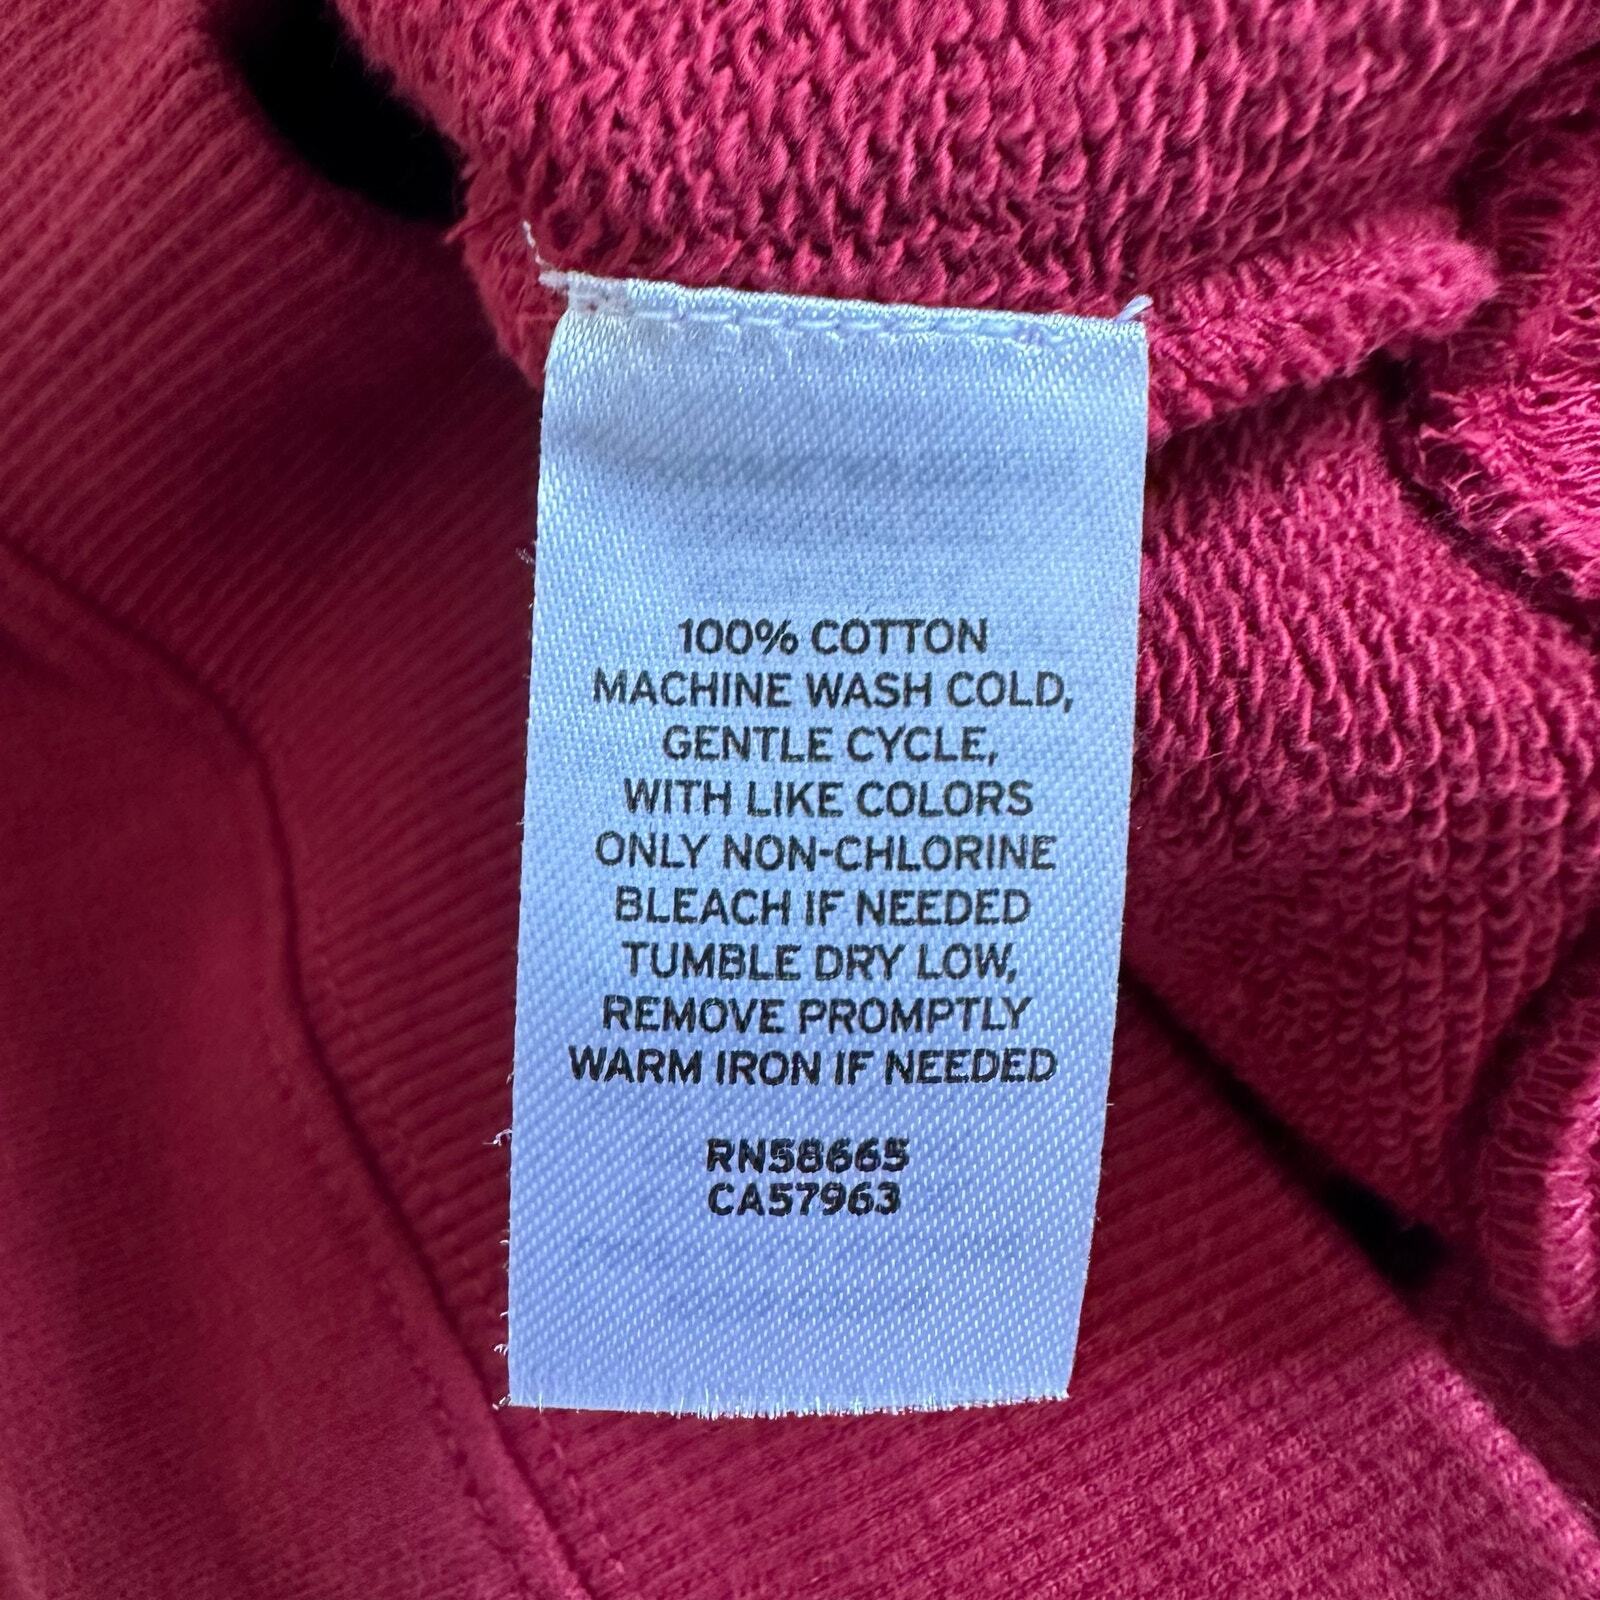 100% COTTON
MACHINE WASH COLD,
GENTLE CYCLE,
WITH LIKE COLORS
ONLY NON-CHLORINE
BLEACH IF NEEDED
TUMBLE DRY LOW,
REMOVE PROMPTLY
WARM IRON IF NEEDED
RN58665
CA57963